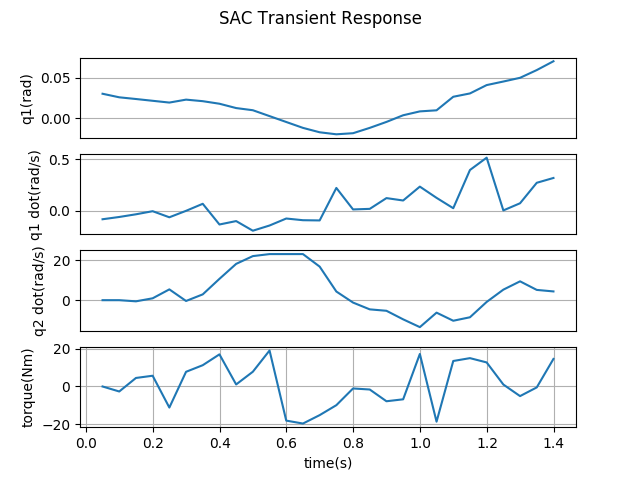 SAC Transient Response
q1(rad)
0.05
0.00
q1 dot(rad/s)
0.5
0.0
q2 dot(rad/s)
20
0
torque(Nm)
20
0
−20
0.0 0.2 0.4 0.6 0.8 1.0 1.2 1.4
time(s)